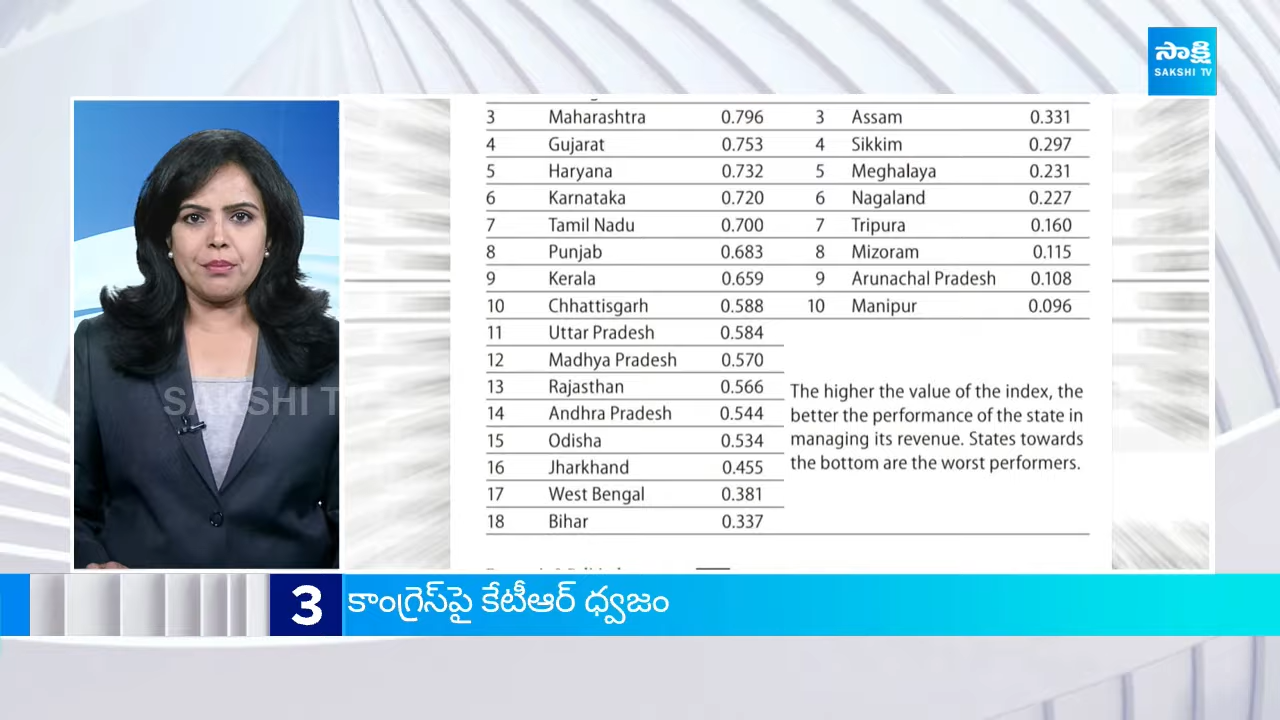 సాక్షి
SAKSHI TV
3 Maharashtra 0.796 3 Assam 0.331
4 Gujarat 0.753 4 Sikkim 0.297
5 Haryana 0.732 5 Meghalaya 0.231
6 Karnataka 0.720 6 Nagaland 0.227
7 Tamil Nadu 0.700 7 Tripura 0.160
8 Punjab 0.683 8 Mizoram 0.115
9 Kerala 0.659 9 Arunachal Pradesh 0.108
10 Chhattisgarh 0.588 10 Manipur 0.096
11 Uttar Pradesh 0.584
12 Madhya Pradesh 0.570
13 Rajasthan 0.566
14 Andhra Pradesh 0.544
15 Odisha 0.534
16 Jharkhand 0.455
17 West Bengal 0.381
18 Bihar 0.337
The higher the value of the index, the
better the performance of the state in
managing its revenue. States towards
the bottom are the worst performers.
SAKSHI T
3 కాంగ్రెస్‌పై కేటీఆర్ ధ్వజం